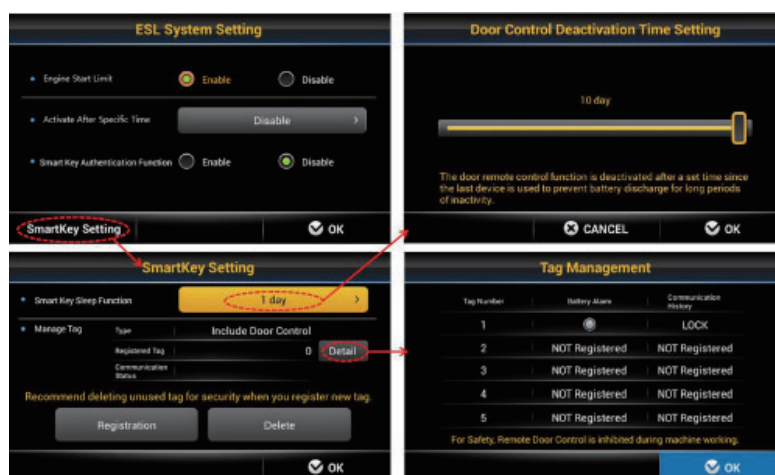 ESL System Setting
Engine Start Limit Enable Disable
Activate After Specific Time Disable >
Smart Key Authentication Function Enable Disable
SmartKey Setting OK
Door Control Deactivation Time Setting
10 day
The door remote control function is deactivated after a set time since
the last device is used to prevent battery discharge for long periods
of inactivity.
CANCEL OK
SmartKey Setting
Smart Key Sleep Function 1 day >
Manage Tag Type Include Door Control
Registered Tag 0 Detail
Communication
Status
Recommend deleting unused tag for security when you register new tag.
Registration Delete
OK
Tag Management
Tag Number Battery Alarm Communication
History
1 LOCK
2 NOT Registered NOT Registered
3 NOT Registered NOT Registered
4 NOT Registered NOT Registered
5 NOT Registered NOT Registered
For Safety, Remote Door Control is inhibited during machine working.
OK